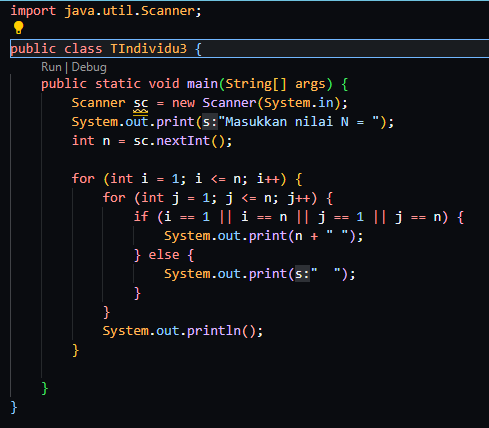 import java.util.Scanner;
public class TIndividu3 {
Run | Debug
public static void main(String[] args) {
Scanner sc = new Scanner(System.in);
System.out.print(s:"Masukkan nilai N = ");
int n = sc.nextInt();
for (int i = 1; i <= n; i++) {
for (int j = 1; j <= n; j++) {
if (i == 1 || i == n || j == 1 || j == n) {
System.out.print(n + " ");
} else {
System.out.print(s:"  ");
}
}
System.out.println();
}
}
}